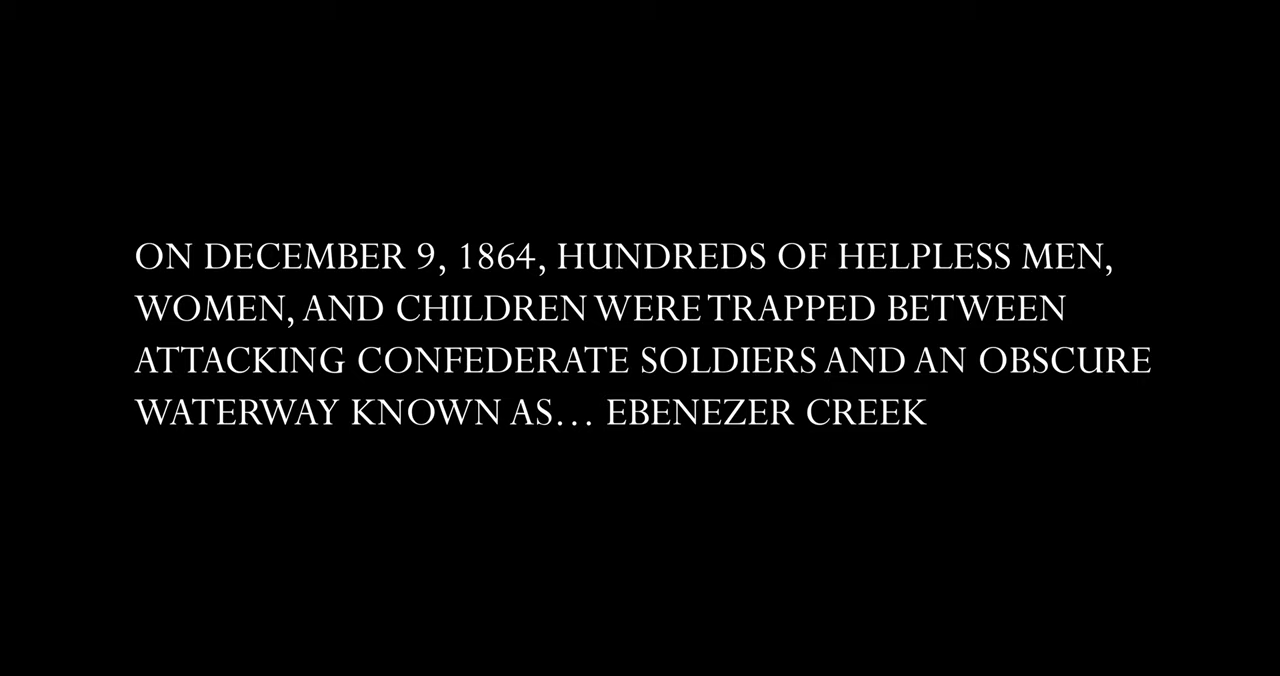 ON DECEMBER 9, 1864, HUNDREDS OF HELPLESS MEN,
WOMEN, AND CHILDREN WERE TRAPPED BETWEEN
ATTACKING CONFEDERATE SOLDIERS AND AN OBSCURE
WATERWAY KNOWN AS... EBENEZER CREEK